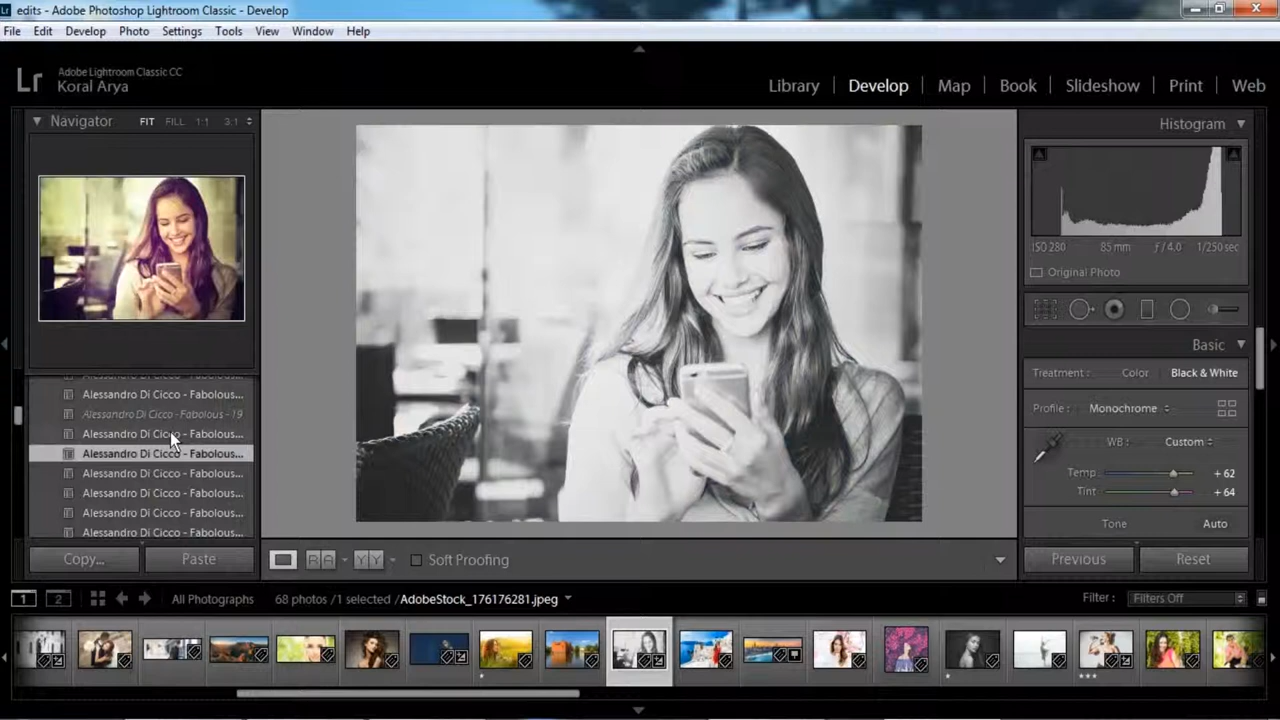 edits - Adobe Photoshop Lightroom Classic - Develop
File Edit Develop Photo Settings Tools View Window Help
Lr Adobe Lightroom Classic CC
Koral Arya
Library | Develop | Map | Book | Slideshow | Print | Web
Navigator FIT FILL 1:1 3:1
Histogram
ISO 280 85 mm ƒ / 4.0 1/250 sec
Original Photo
Basic
Treatment : Color Black & White
Profile : Monochrome
WB : Custom
Temp + 62
Tint + 64
Tone Auto
Alessandro Di Cicco - Fabolous...
Alessandro Di Cicco - Fabolous - 19
Alessandro Di Cicco - Fabolous...
Alessandro Di Cicco - Fabolous...
Alessandro Di Cicco - Fabolous...
Alessandro Di Cicco - Fabolous...
Alessandro Di Cicco - Fabolous...
Alessandro Di Cicco - Fabolous...
Copy... Paste
R A Y Y Soft Proofing
Previous Reset
1 2 All Photographs 68 photos / 1 selected / AdobeStock_176176281.jpeg
Filter : Filters Off